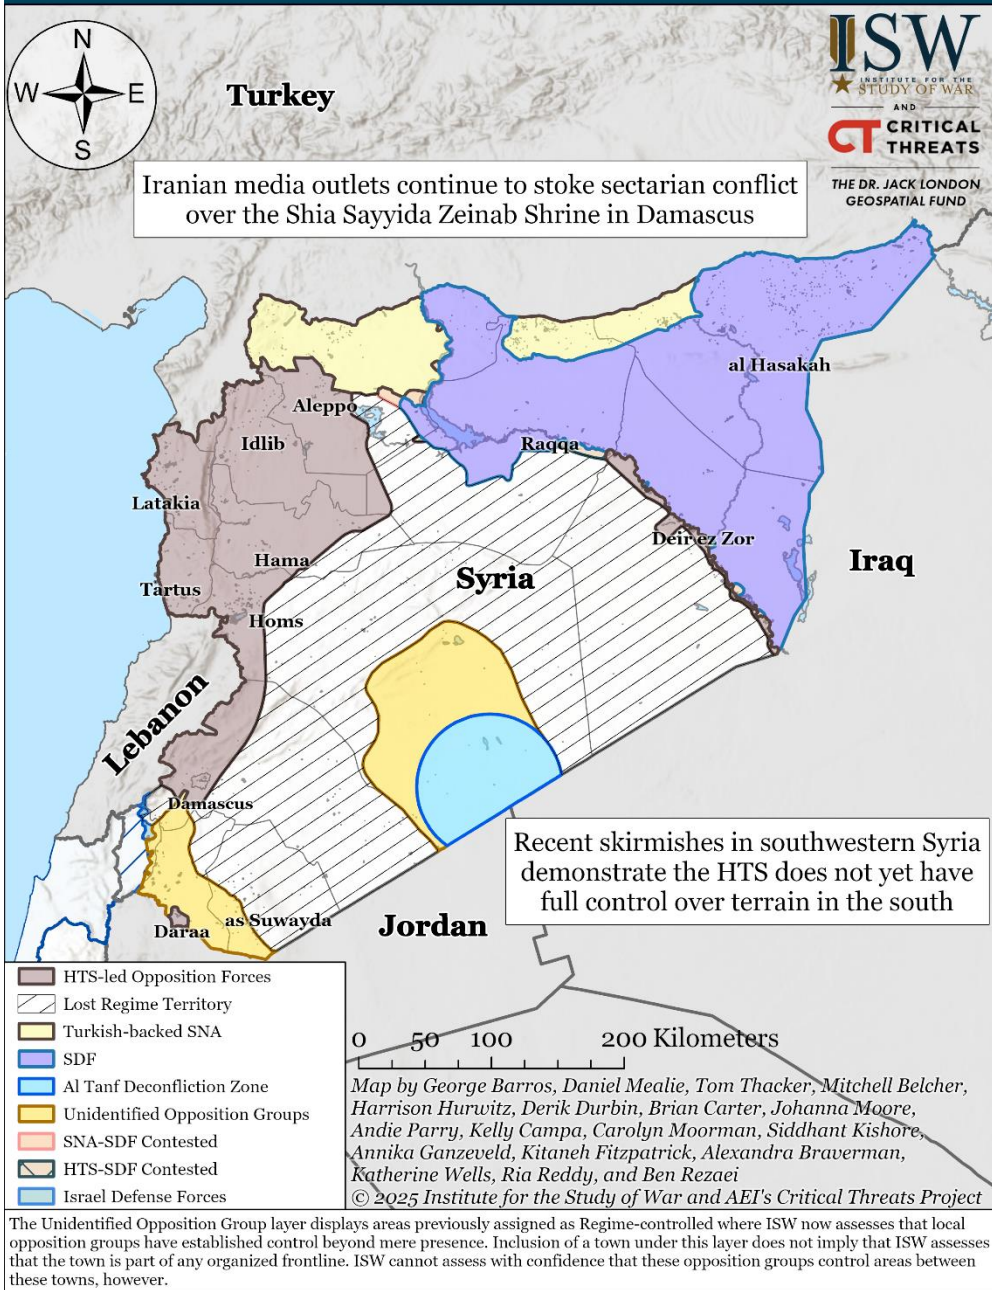 N
W
E
S
ISW
INSTITUTE FOR THE
STUDY OF WAR
AND
CT CRITICAL
THREATS
THE DR. JACK LONDON
GEOSPATIAL FUND
Turkey
Iranian media outlets continue to stoke sectarian conflict
over the Shia Sayyida Zeinab Shrine in Damascus
al Hasakah
Aleppo
Idlib
Raqqa
Latakia
Deir ez Zor
Hama
Iraq
Syria
Tartus
Homs
Lebanon
Damascus
Recent skirmishes in southwestern Syria
demonstrate the HTS does not yet have
full control over terrain in the south
as Suwayda
Daraa
Jordan
HTS-led Opposition Forces
Lost Regime Territory
Turkish-backed SNA
SDF
Al Tanf Deconfliction Zone
Unidentified Opposition Groups
SNA-SDF Contested
HTS-SDF Contested
Israel Defense Forces
0 50 100 200 Kilometers
Map by George Barros, Daniel Mealie, Tom Thacker, Mitchell Belcher,
Harrison Hurwitz, Derik Durbin, Brian Carter, Johanna Moore,
Andie Parry, Kelly Campa, Carolyn Moorman, Siddhant Kishore,
Annika Ganzeveld, Kitaneh Fitzpatrick, Alexandra Braverman,
Katherine Wells, Ria Reddy, and Ben Rezaei
© 2025 Institute for the Study of War and AEI's Critical Threats Project
The Unidentified Opposition Group layer displays areas previously assigned as Regime-controlled where ISW now assesses that local
opposition groups have established control beyond mere presence. Inclusion of a town under this layer does not imply that ISW assesses
that the town is part of any organized frontline. ISW cannot assess with confidence that these opposition groups control areas between
these towns, however.